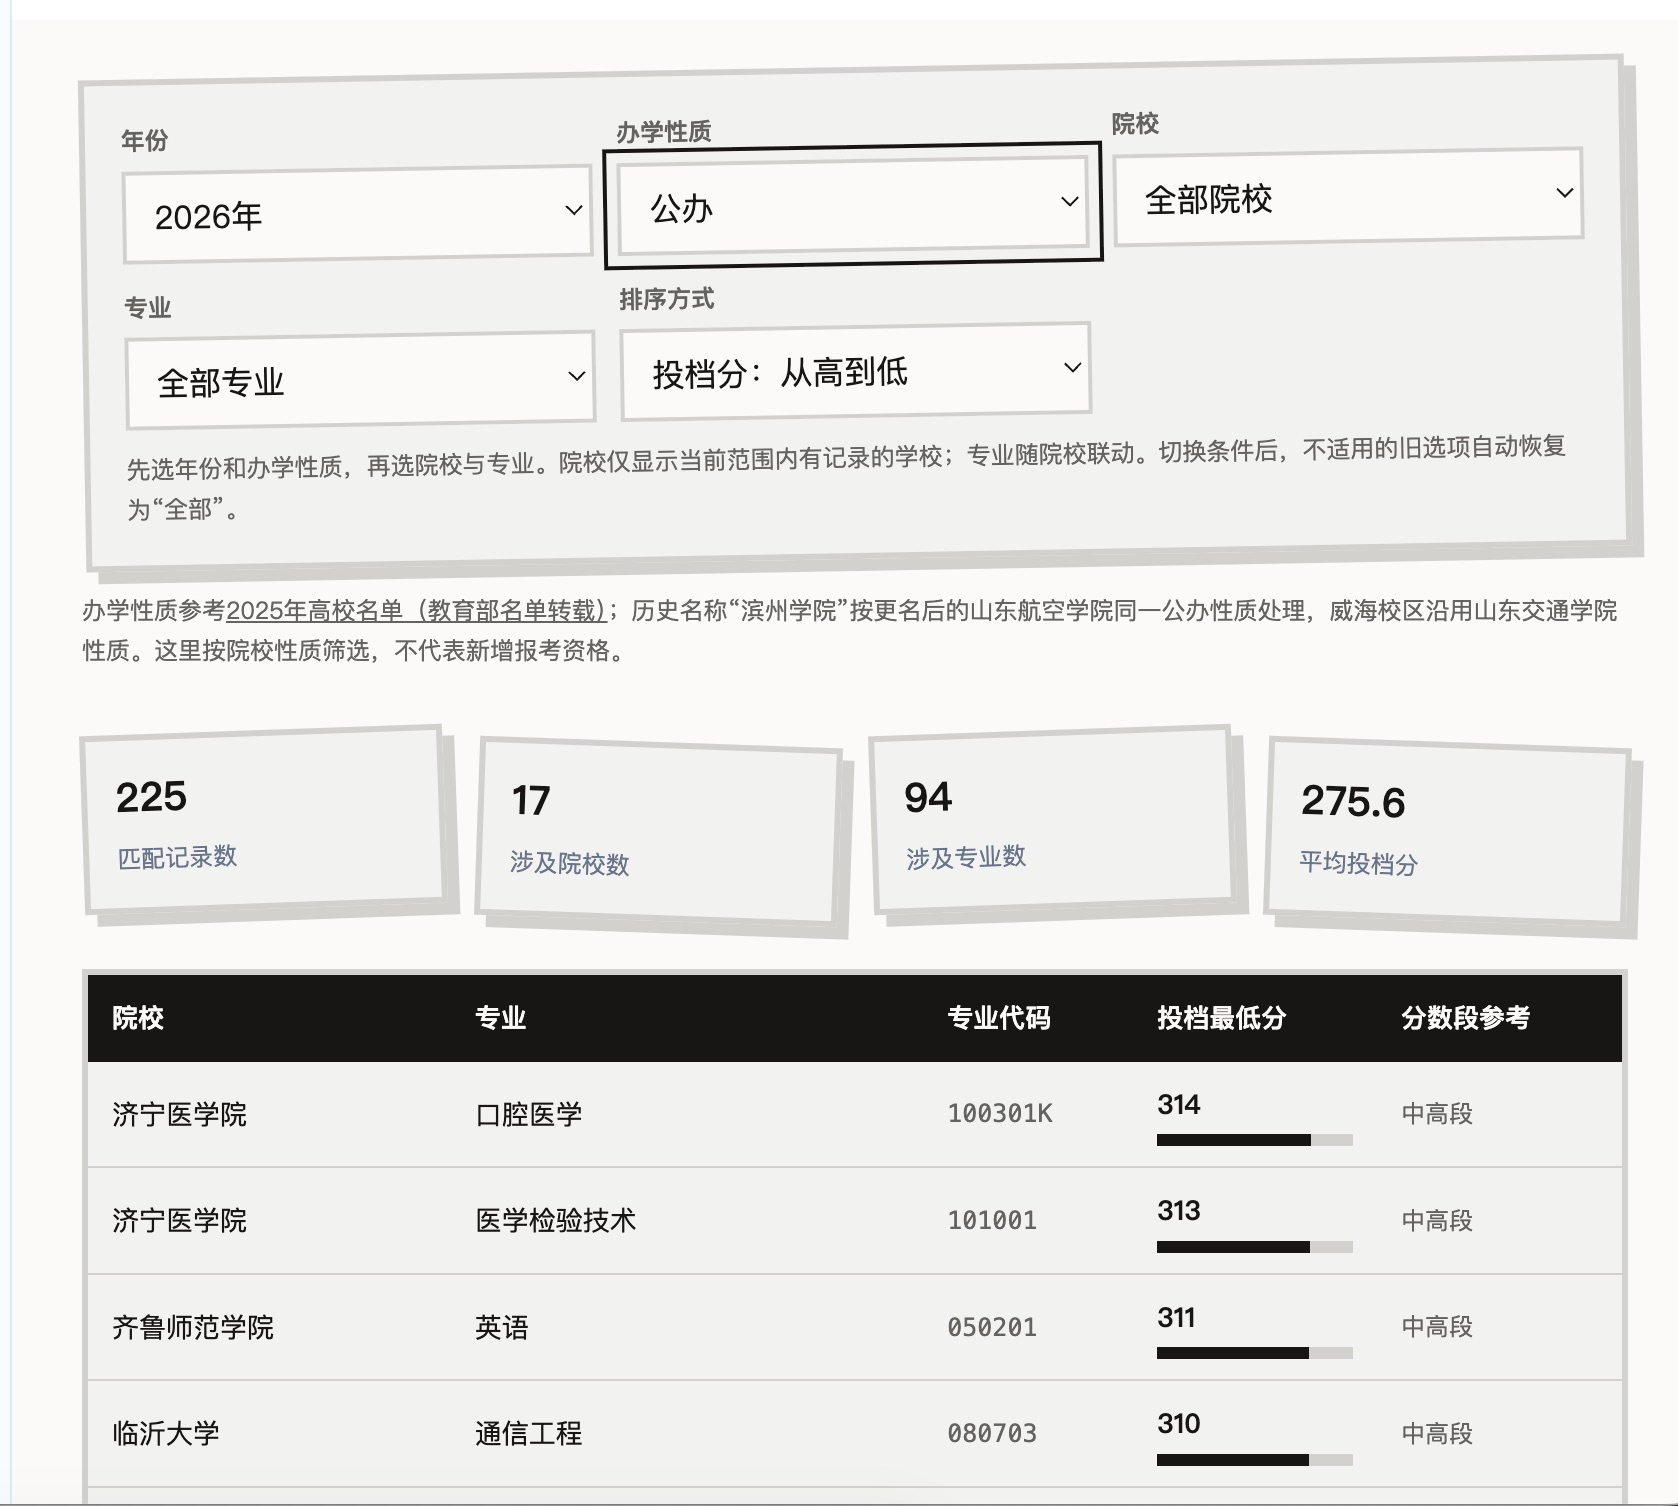 年份
办学性质
院校
2026年
公办
全部院校
专业
排序方式
全部专业
投档分：从高到低
先选年份和办学性质，再选院校与专业。院校仅显示当前范围内有记录的学校；专业随院校联动。切换条件后，不适用的旧选项自动恢复
为“全部”。
办学性质参考2025年高校名单（教育部名单转载）；历史名称“滨州学院”按更名后的山东航空学院同一公办性质处理，威海校区沿用山东交通学院
性质。这里按院校性质筛选，不代表新增报考资格。
225
匹配记录数
17
涉及院校数
94
涉及专业数
275.6
平均投档分
院校 专业 专业代码 投档最低分 分数段参考
济宁医学院 口腔医学 100301K 314 中高段
济宁医学院 医学检验技术 101001 313 中高段
齐鲁师范学院 英语 050201 311 中高段
临沂大学 通信工程 080703 310 中高段